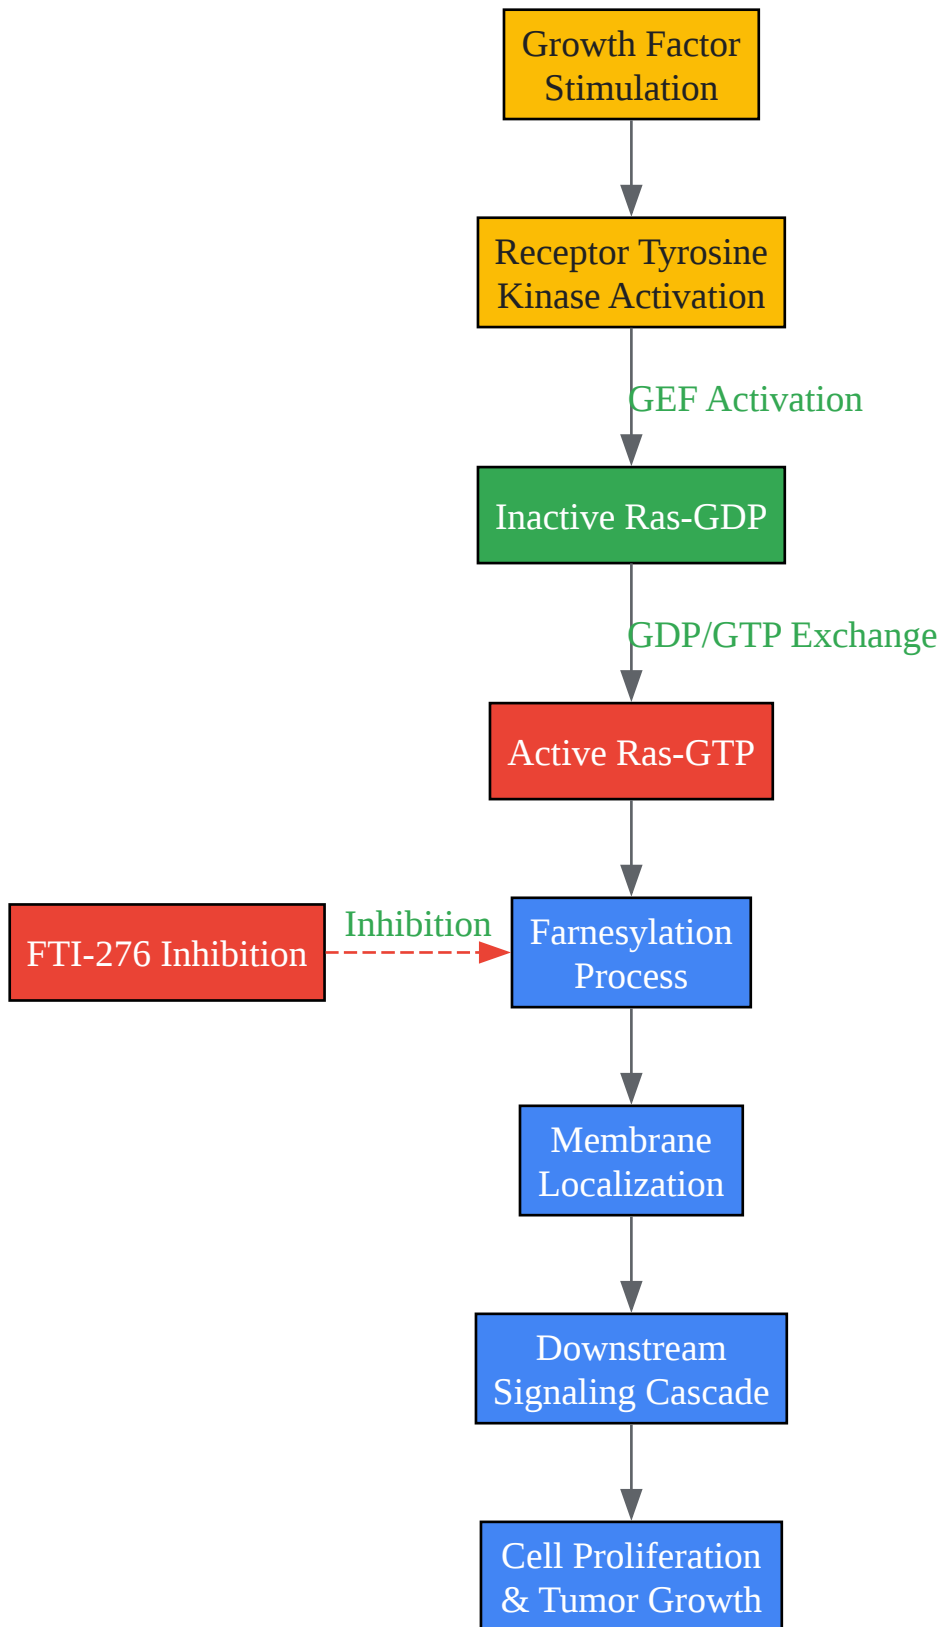 Growth Factor
Stimulation
Receptor Tyrosine
Kinase Activation
GEF Activation
Inactive Ras-GDP
GDP/GTP Exchange
Active Ras-GTP
FTI-276 Inhibition
Inhibition
Farnesylation
Process
Membrane
Localization
Downstream
Signaling Cascade
Cell Proliferation
& Tumor Growth